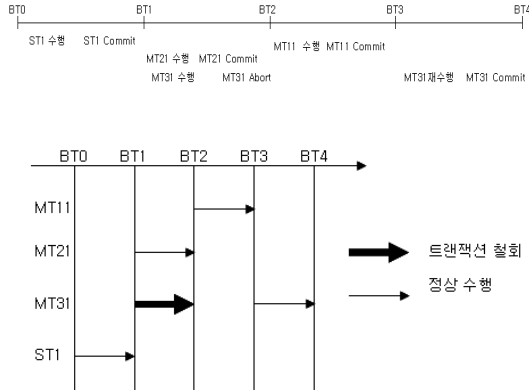 BT0 BT1 BT2 BT3 BT4
ST1 수행 ST1 Commit
MT11 수행 MT11 Commit
MT21 수행 MT21 Commit
MT31 수행 MT31 Abort
MT31재수행 MT31 Commit
BT0 BT1 BT2 BT3 BT4
MT11
MT21
트랜잭션 철회
정상 수행
MT31
ST1